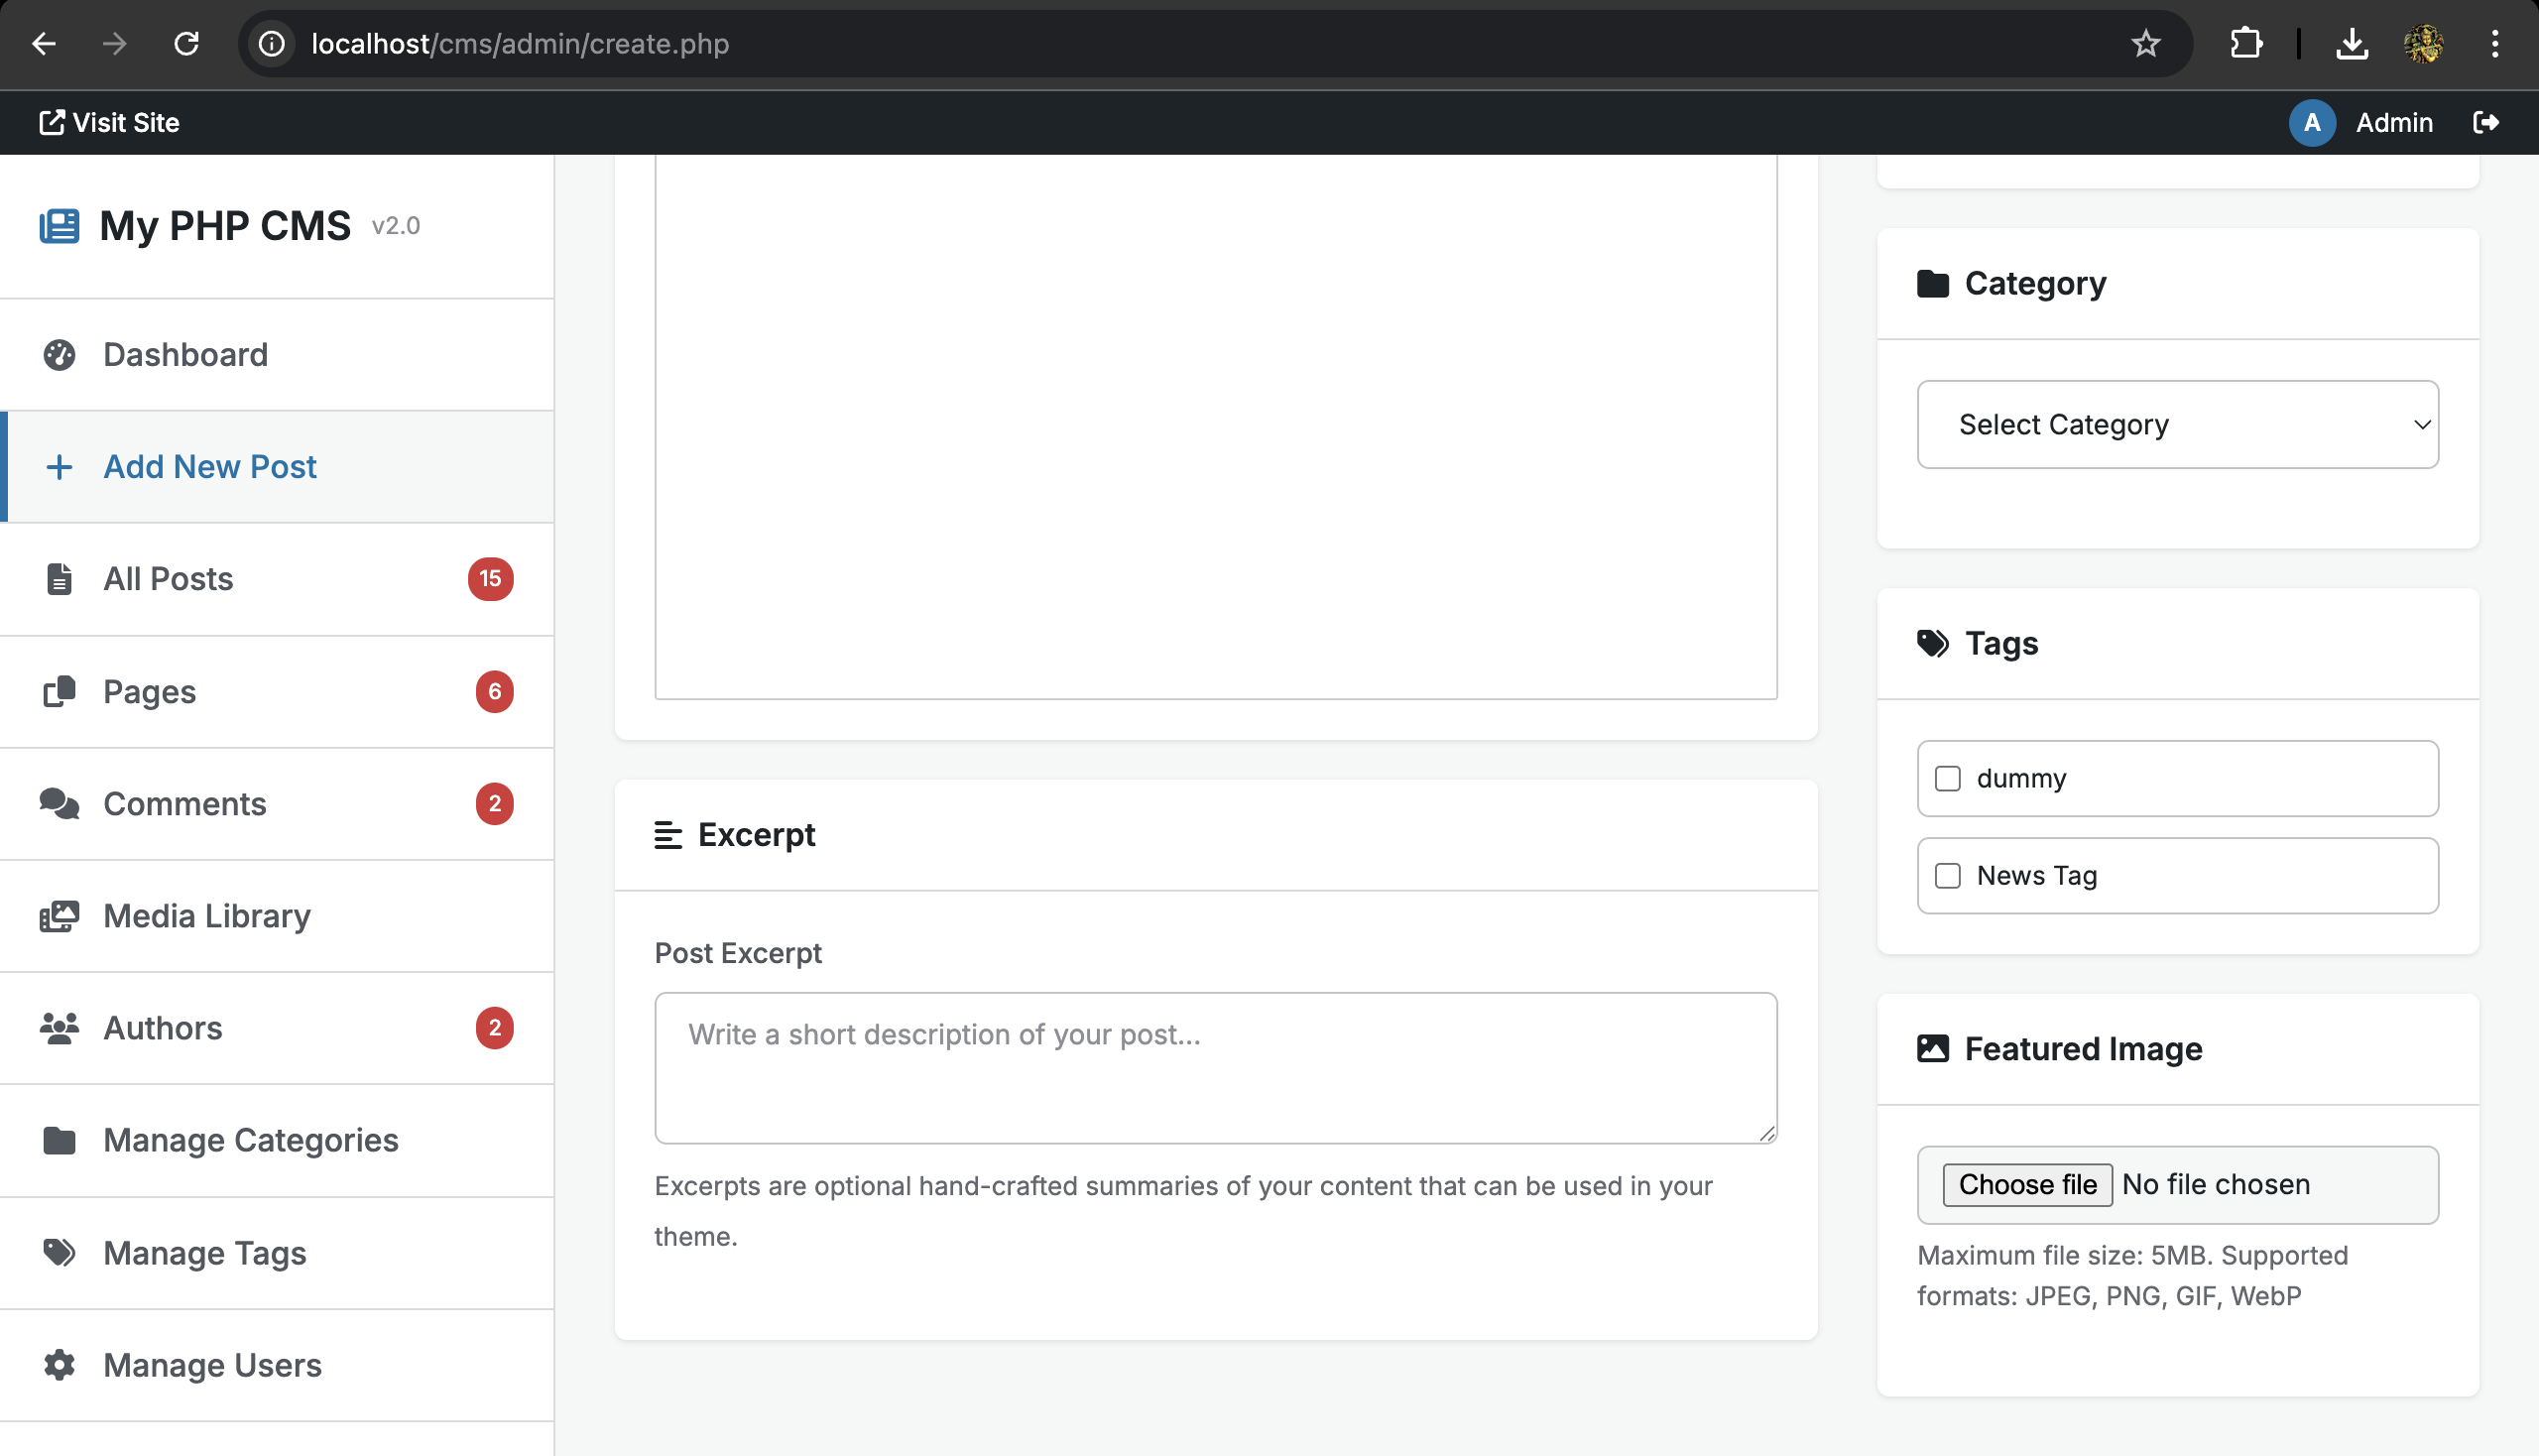 localhost/cms/admin/create.php
Visit Site
A Admin
My PHP CMS v2.0
Dashboard
Add New Post
All Posts 15
Pages 6
Comments 2
Media Library
Authors 2
Manage Categories
Manage Tags
Manage Users
Excerpt
Post Excerpt
Write a short description of your post...
Excerpts are optional hand-crafted summaries of your content that can be used in your
theme.
Category
Select Category
Tags
dummy
News Tag
Featured Image
Choose file No file chosen
Maximum file size: 5MB. Supported
formats: JPEG, PNG, GIF, WebP